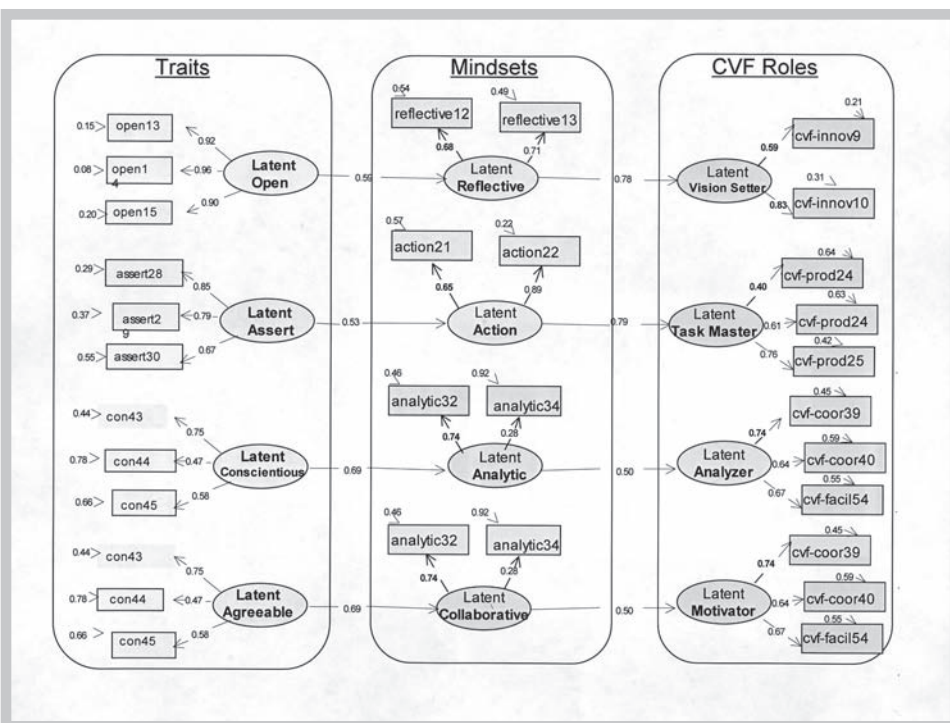 Traits
0.15
open13
0.92
0.08
open1
4
0.96
Latent
Open
0.20
open15
0.90
0.29
assert28
0.85
0.37
assert2
9
0.79
Latent
Assert
0.55
assert30
0.67
0.53
0.44
con43
0.75
0.78
con44
0.47
Latent
Conscientious
0.66
con45
0.58
0.69
0.44
con43
0.75
0.78
con44
0.47
Latent
Agreeable
0.66
con45
0.58
0.69
Mindsets
0.54
reflective12
0.49
reflective13
0.68
0.71
Latent
Reflective
0.78
0.57
action21
0.22
action22
0.65
0.89
Latent
Action
0.79
0.46
analytic32
0.92
analytic34
0.74
0.28
Latent
Analytic
0.50
0.46
analytic32
0.92
analytic34
0.74
0.28
Latent
Collaborative
0.50
CVF Roles
0.21
cvf-innov9
0.59
Latent
Vision Setter
0.31
cvf-innov10
0.83
0.64
cvf-prod24
0.40
Latent
Task Master
0.63
cvf-prod24
0.61
0.42
cvf-prod25
0.76
0.45
cvf-coor39
0.74
Latent
Analyzer
0.59
cvf-coor40
0.64
0.55
cvf-facil54
0.67
0.45
cvf-coor39
0.74
Latent
Motivator
0.59
cvf-coor40
0.64
0.55
cvf-facil54
0.67